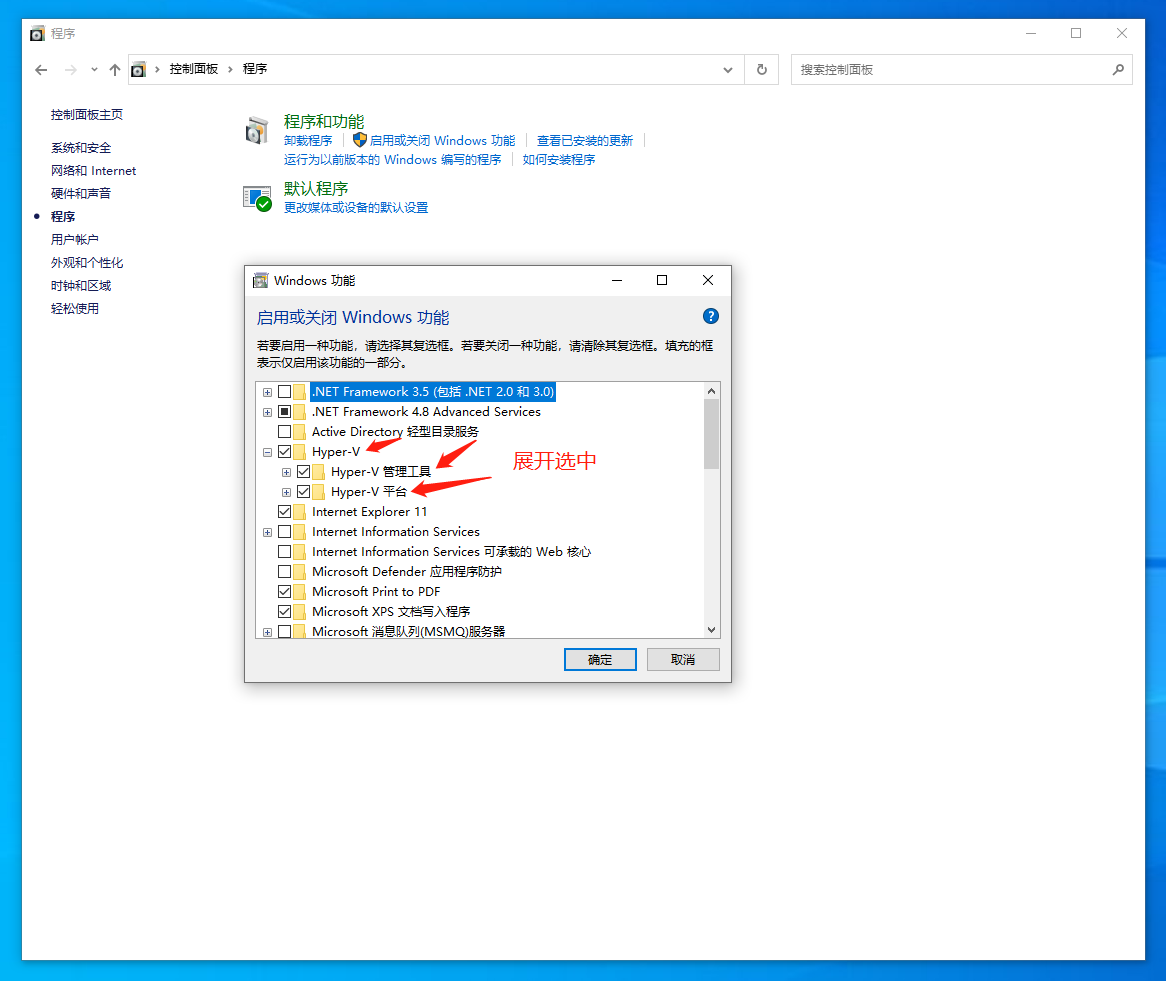 程序
控制面板 程序
搜索控制面板
控制面板主页
系统和安全
网络和 Internet
硬件和声音
程序
用户帐户
外观和个性化
时钟和区域
轻松使用
程序和功能
卸载程序 启用或关闭 Windows 功能 查看已安装的更新
运行为以前版本的 Windows 编写的程序 如何安装程序
默认程序
更改媒体或设备的默认设置
Windows 功能
启用或关闭 Windows 功能
?
若要启用一种功能，请选择其复选框。若要关闭一种功能，请清除其复选框。填充的框
表示仅启用该功能的一部分。
.NET Framework 3.5 (包括 .NET 2.0 和 3.0)
.NET Framework 4.8 Advanced Services
Active Directory 轻型目录服务
Hyper-V
Hyper-V 管理工具
Hyper-V 平台
展开选中
Internet Explorer 11
Internet Information Services
Internet Information Services 可承载的 Web 核心
Microsoft Defender 应用程序防护
Microsoft Print to PDF
Microsoft XPS 文档写入程序
Microsoft 消息队列(MSMQ)服务器
确定 取消